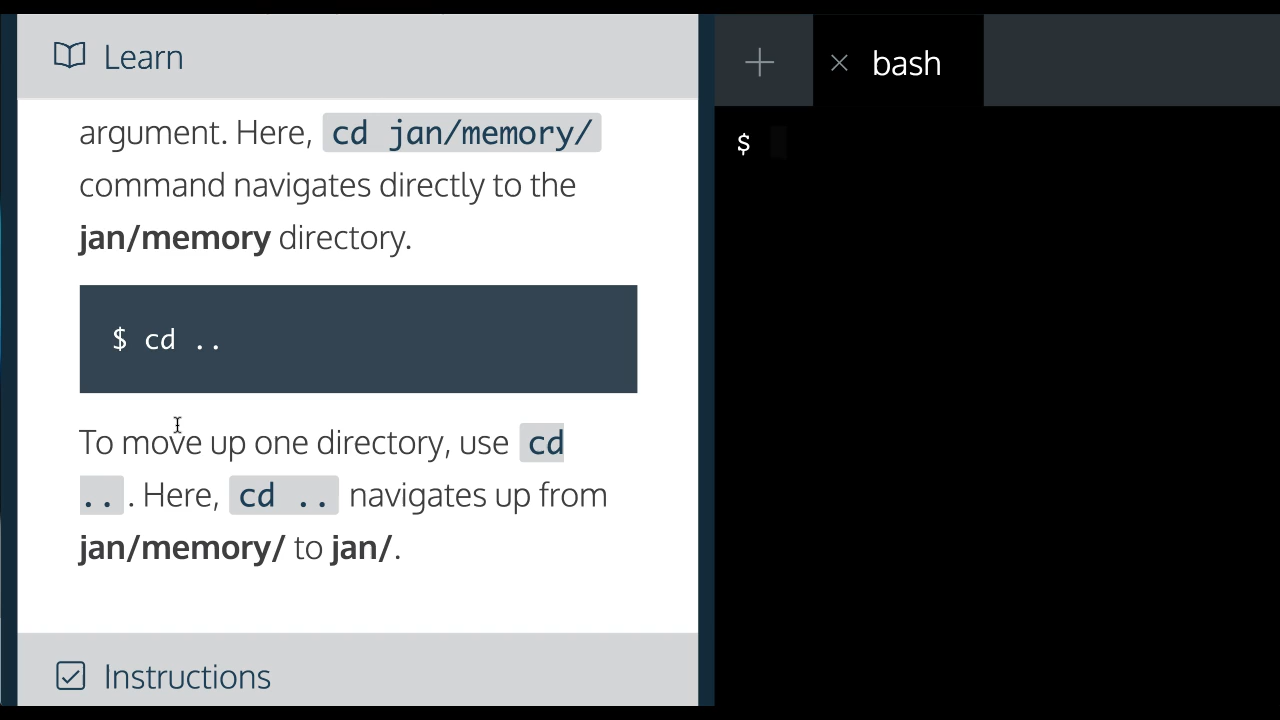 Learn
argument. Here, cd jan/memory/
command navigates directly to the
jan/memory directory.
$ cd ..
To move up one directory, use cd
... Here, cd .. navigates up from
jan/memory/ to jan/.
Instructions
bash
$